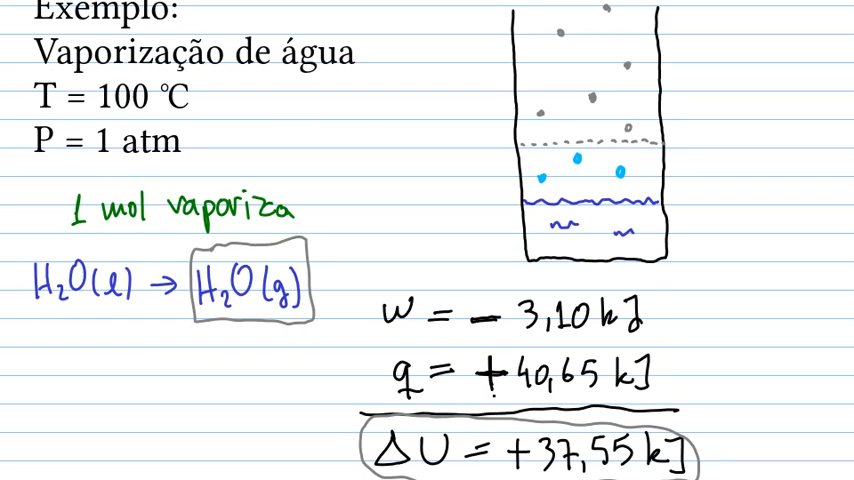 Exemplo:
Vaporização de água
T = 100 °C
P = 1 atm
1 mol vaporiza
H₂O(l) → H₂O(g)
w = - 3,10 kJ
q = +40,65 kJ
ΔU = +37,55 kJ